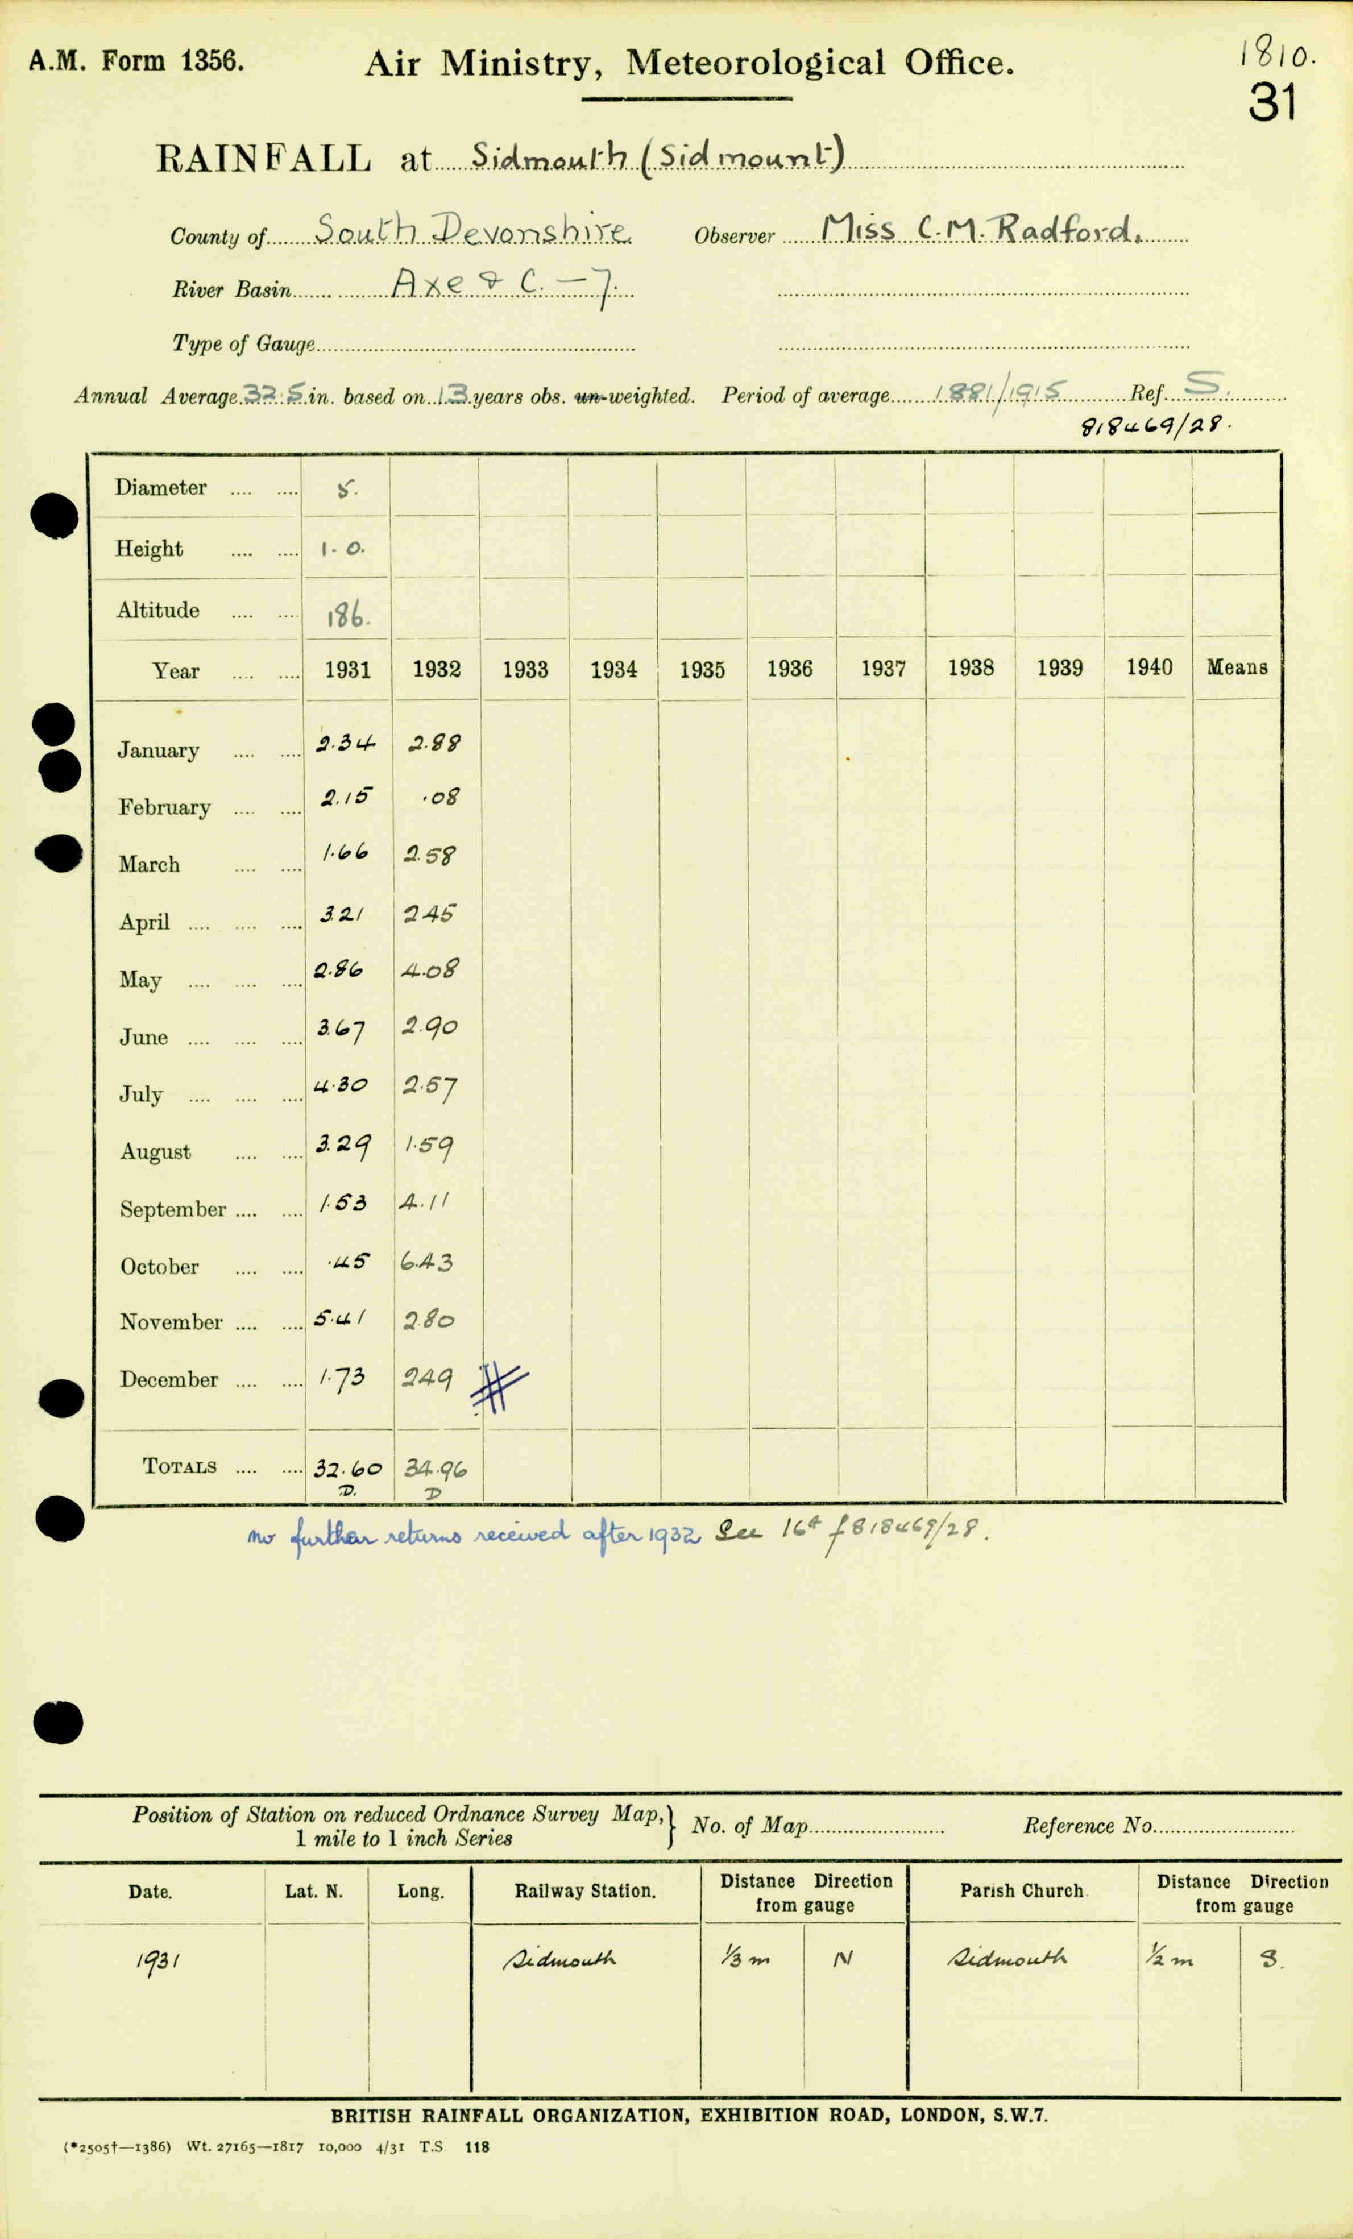 A.M. Form 1356. Air Ministry, Meteorological Office. 1810.
31
RAINFALL at Sidmouth (Sidmount)
County of South Devonshire Observer Miss C.M. Radford.
River Basin Axe & C. – 7.
Type of Gauge
Annual Average 32.5 in. based on 13 years obs. un-weighted. Period of average 1881/1915 Ref. S.
818469/28.
Diameter .... .... 5.
Height .... .... 1.0.
Altitude .... .... 186.
Year .... .... 1931 1932 1933 1934 1935 1936 1937 1938 1939 1940 Means
January .... .... 2.34 2.88
February .... .... 2.15 .08
March .... .... 1.66 2.58
April .... .... .... 3.21 2.45
May .... .... .... 2.86 4.08
June .... .... .... 3.67 2.90
July .... .... .... 4.30 2.57
August .... .... 3.29 1.59
September .... .... 1.53 4.11
October .... .... .45 6.43
November .... .... 5.41 2.80
December .... .... 1.73 2.49 #
TOTALS .... .... 32.60 34.96
D. D
no further returns received after 1932. See 16A f 818469/28.
Position of Station on reduced Ordnance Survey Map,} No. of Map Reference No.
1 mile to 1 inch Series
Date. Lat. N. Long. Railway Station. Distance Direction from gauge Parish Church Distance Direction from gauge
1931 Sidmouth 1/3 m N Sidmouth 1/2 m S.
BRITISH RAINFALL ORGANIZATION, EXHIBITION ROAD, LONDON, S.W.7.
(*2505†—1386) Wt. 27165—1817 10,000 4/31 T.S 118